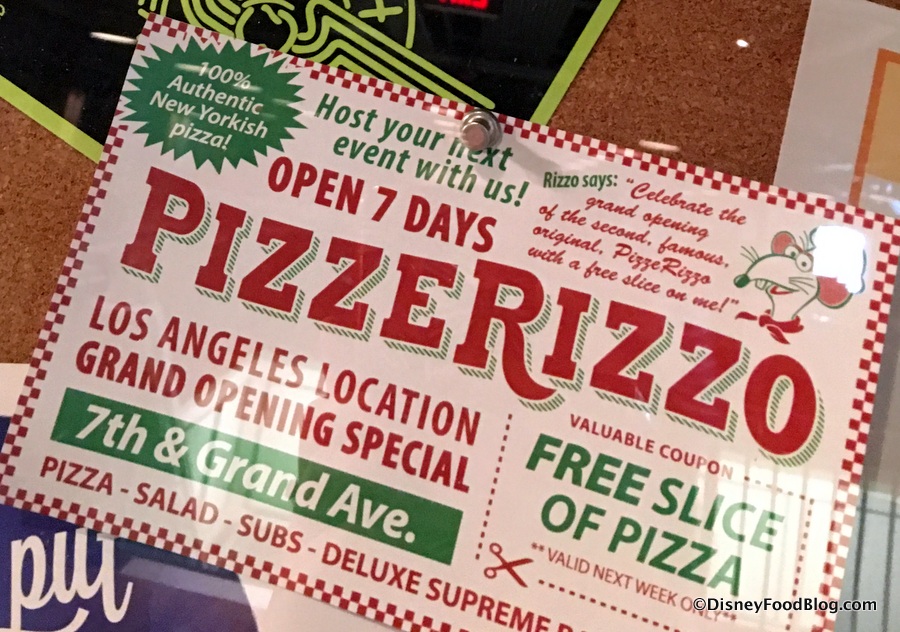 100%
Authentic
New Yorkish
pizza!
Host your next
event with us!
OPEN 7 DAYS
Rizzo says: "Celebrate the
grand opening
of the second, famous,
original, PizzeRizzo
with a free slice on me!"
PIZZERIZZO
LOS ANGELES LOCATION
GRAND OPENING SPECIAL
7th & Grand Ave.
PIZZA - SALAD - SUBS - DELUXE SUPREME
VALUABLE COUPON
FREE SLICE
OF PIZZA
**VALID NEXT WEEK ONLY**
put
©DisneyFoodBlog.com